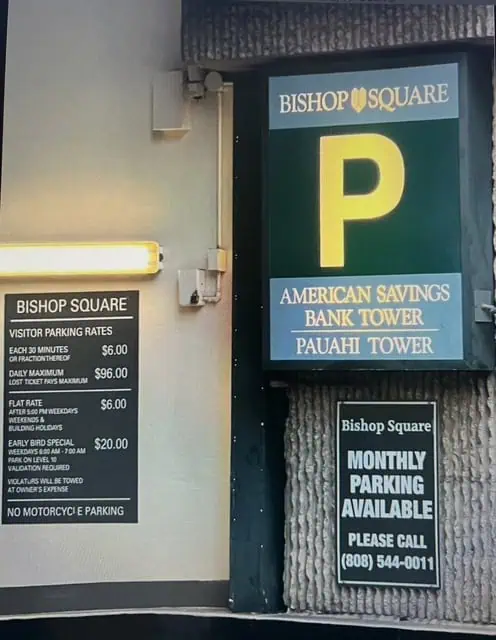 BISHOP SQUARE
P
AMERICAN SAVINGS
BANK TOWER
PAUAHI TOWER
BISHOP SQUARE
VISITOR PARKING RATES
EACH 30 MINUTES $6.00
OR FRACTION THEREOF
DAILY MAXIMUM $96.00
LOST TICKET PAYS MAXIMUM
FLAT RATE $6.00
AFTER 5:00 PM WEEKDAYS
WEEKENDS &
BUILDING HOLIDAYS
EARLY BIRD SPECIAL $20.00
WEEKDAYS 6:00 AM - 7:00 AM
PARK ON LEVEL 10
VALIDATION REQUIRED
VIOLATORS WILL BE TOWED
AT OWNER'S EXPENSE
NO MOTORCYCLE PARKING
Bishop Square
MONTHLY
PARKING
AVAILABLE
PLEASE CALL
(808) 544-0011